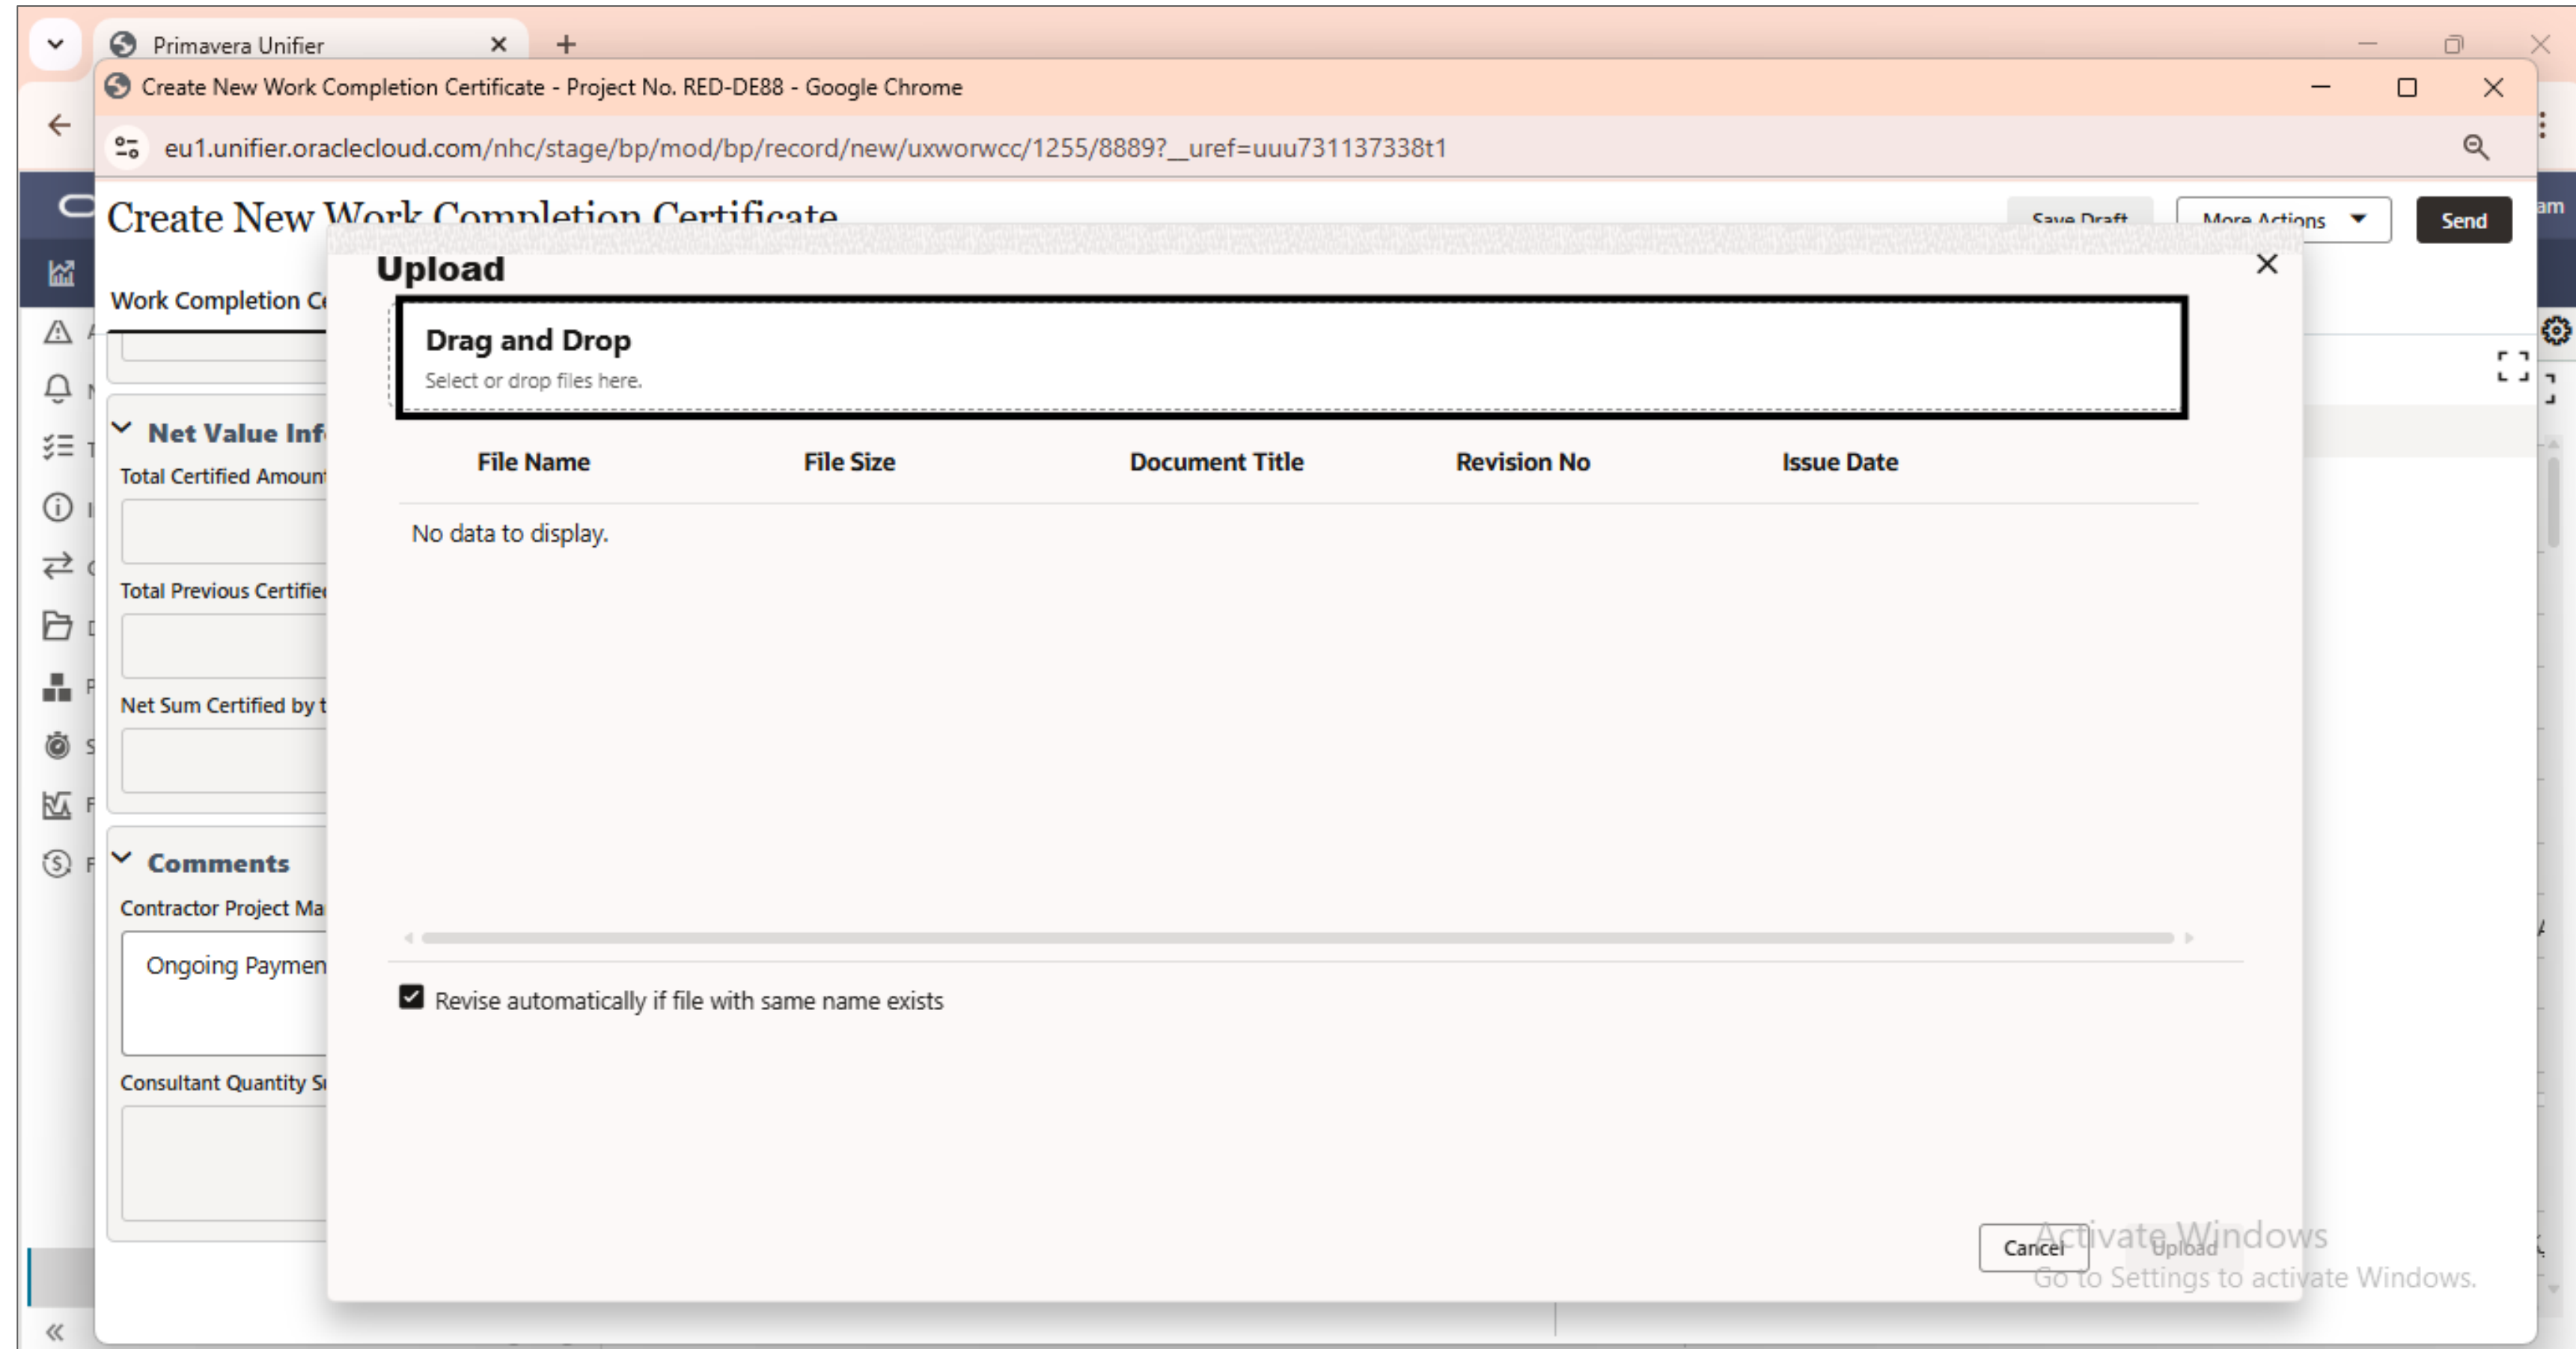 Primavera Unifier
Create New Work Completion Certificate - Project No. RED-DE88 - Google Chrome
eu1.unifier.oraclecloud.com/nhc/stage/bp/mod/bp/record/new/uxworwcc/1255/8889?__uref=uuu731137338t1
Create New Work Completion Certificate
Save Draft
More Actions
Send
Upload
Work Completion
Drag and Drop
Select or drop files here.
Net Value
Total Certified Amount
File Name
File Size
Document Title
Revision No
Issue Date
No data to display.
Total Previous Certified
Net Sum Certified by
Comments
Contractor Project
Ongoing
Revise automatically if file with same name exists
Consultant Quantity
Cancel
Upload
Activate Windows
Go to Settings to activate Windows.